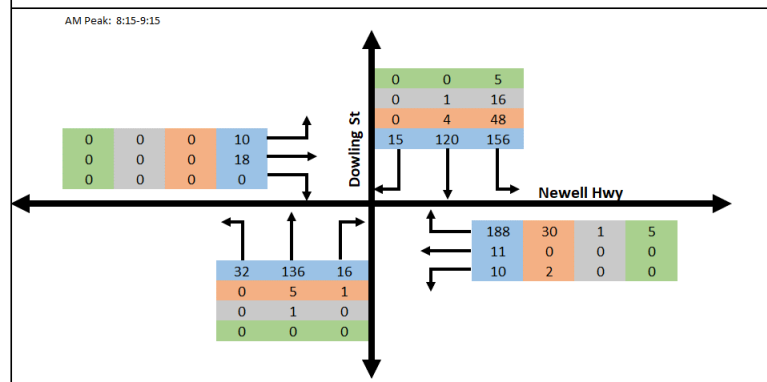 AM Peak: 8:15-9:15
Dowling St
0 0 5
0 1 16
0 4 48
15 120 156
0 0 0 10
0 0 0 18
0 0 0 0
Newell Hwy
188 30 1 5
11 0 0 0
10 2 0 0
32 136 16
0 5 1
0 1 0
0 0 0